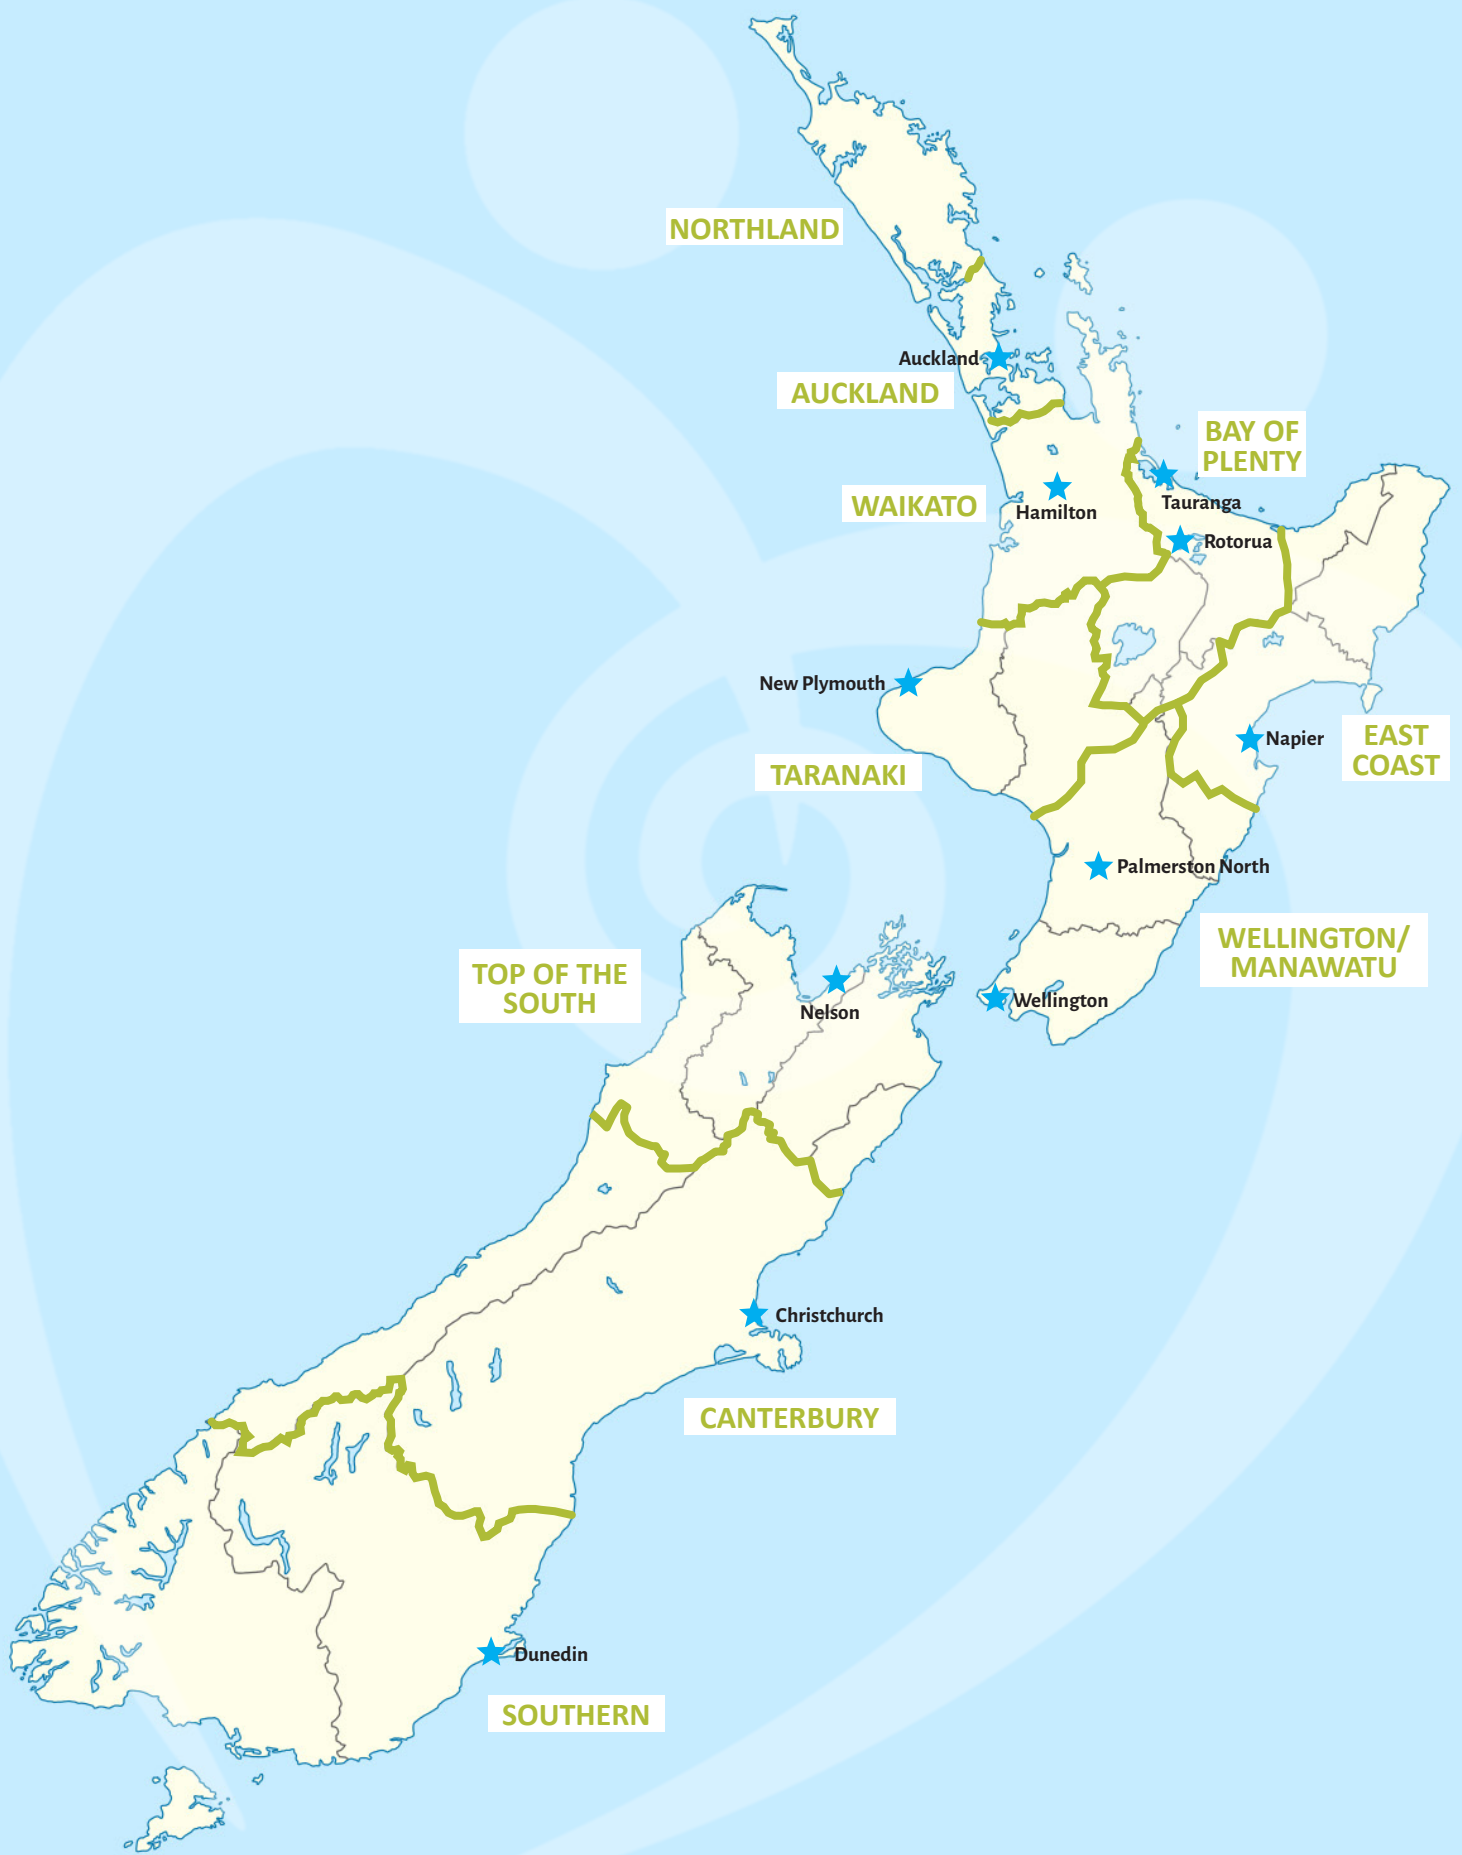 NORTHLAND
Auckland
AUCKLAND
BAY OF
PLENTY
Tauranga
WAIKATO
Hamilton
Rotorua
New Plymouth
Napier
EAST
COAST
TARANAKI
Palmerston North
WELLINGTON/
MANAWATU
TOP OF THE
SOUTH
Nelson
Wellington
Christchurch
CANTERBURY
Dunedin
SOUTHERN